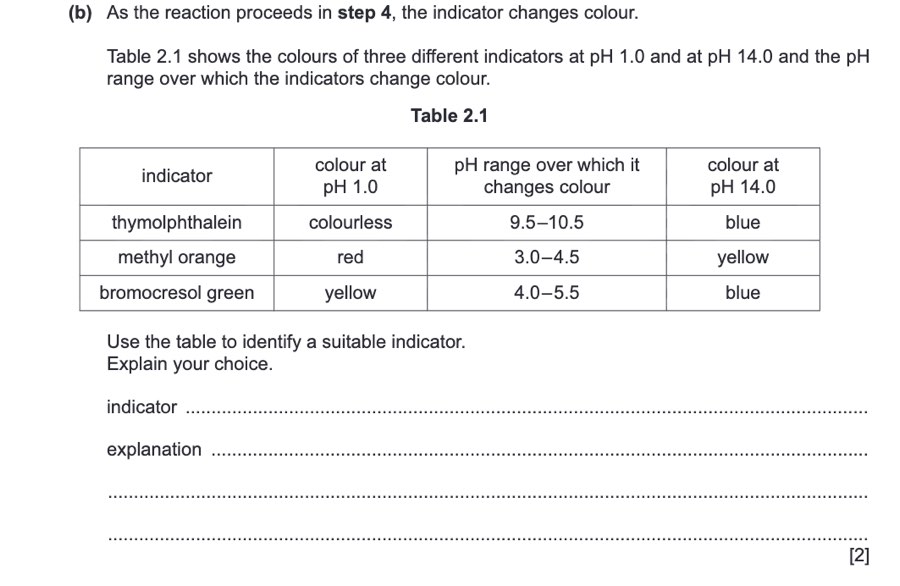 (b) As the reaction proceeds in step 4, the indicator changes colour.
Table 2.1 shows the colours of three different indicators at pH 1.0 and at pH 14.0 and the pH
range over which the indicators change colour.
Table 2.1
indicator | colour at pH 1.0 | pH range over which it changes colour | colour at pH 14.0
thymolphthalein | colourless | 9.5–10.5 | blue
methyl orange | red | 3.0–4.5 | yellow
bromocresol green | yellow | 4.0–5.5 | blue
Use the table to identify a suitable indicator.
Explain your choice.
indicator
explanation
[2]